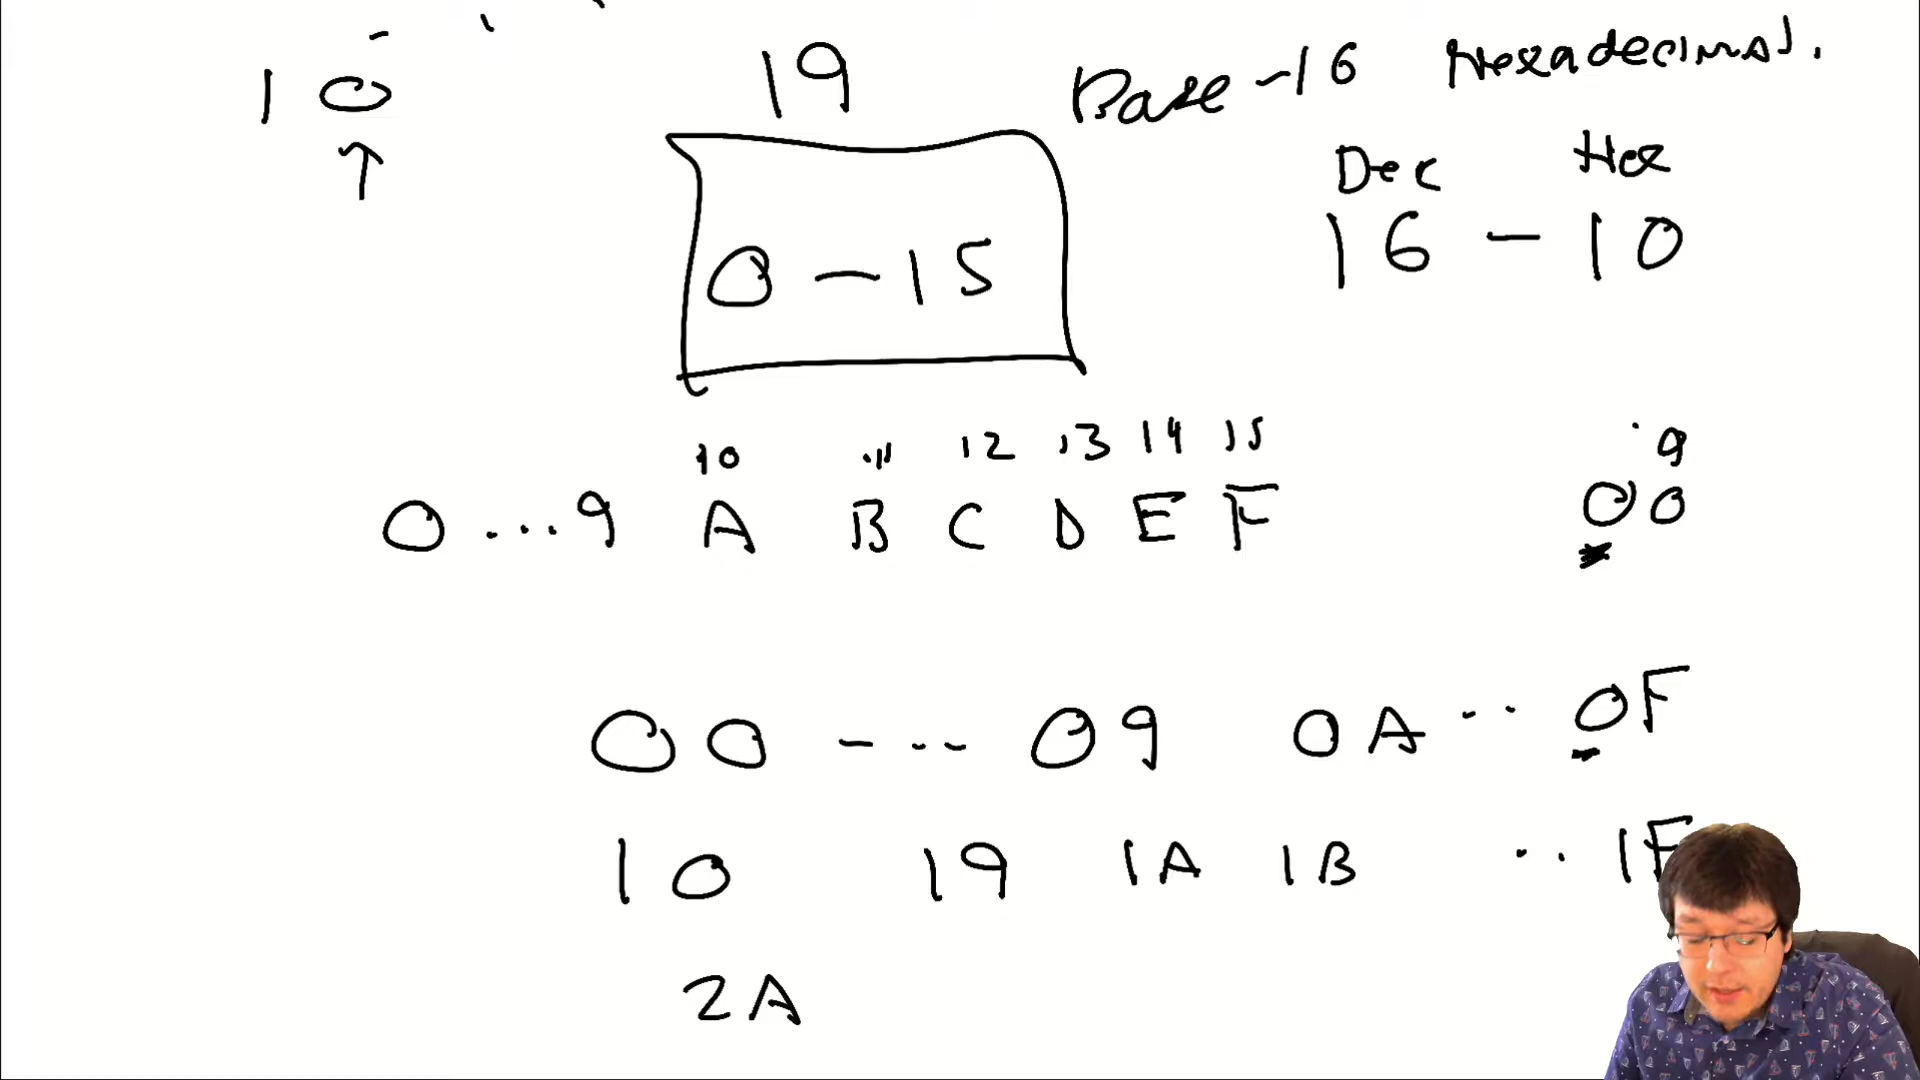 10 19 Base-16 Hexadecimal.
↑ Dec Hex
0 - 15 16 - 10
10 11 12 13 14 15 9
0 ... 9 A B C D E F 00
00 - ... 09 0A ... 0F
10 19 1A 1B .. 1F
2A